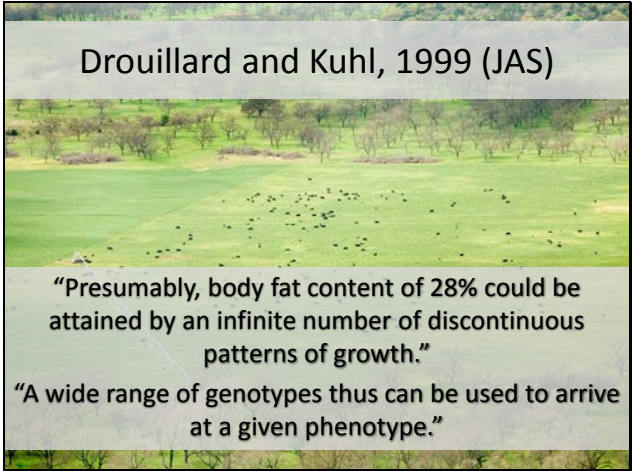 Drouillard and Kuhl, 1999 (JAS)
“Presumably, body fat content of 28% could be
attained by an infinite number of discontinuous
patterns of growth.”
“A wide range of genotypes thus can be used to arrive
at a given phenotype.”